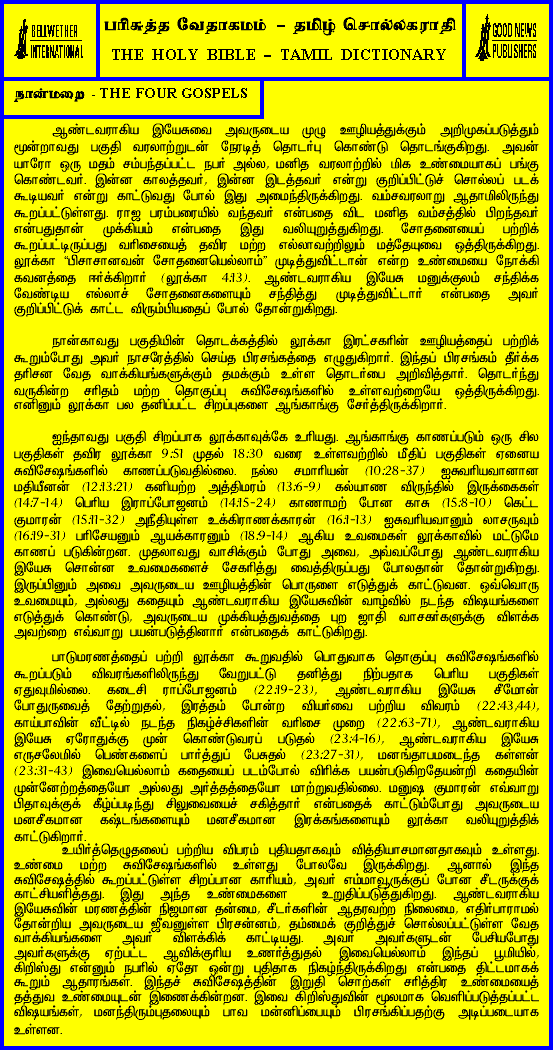 BELLWETHER
INTERNATIONAL
பரிசுத்த வேதாகமம் - தமிழ் சொல்லகராதி
THE HOLY BIBLE - TAMIL DICTIONARY
GOOD NEWS
PUBLISHERS
நான்மறை - THE FOUR GOSPELS
ஆண்டவராகிய இயேசுவை அவருடைய முழு ஊழியத்துக்கும் அறிமுகப்படுத்தும்
மூன்றாவது பகுதி வரலாற்றுடன் நேரடித் தொடர்பு கொண்டு தொடங்குகிறது. அவன்
யாரோ ஒரு மதம் சம்பந்தப்பட்ட நபர் அல்ல, மனித வரலாற்றில் மிக உண்மையாகப் பங்கு
கொண்டவர். இன்ன காலத்தவர், இன்ன இடத்தவர் என்று குறிப்பிட்டுச் சொல்லப் படக்
கூடியவர் என்று காட்டுவது போல் இது அமைந்திருக்கிறது. வம்சவரலாறு ஆதாமிலிருந்து
கூறப்பட்டுள்ளது. ராஜ பரம்பரையில் வந்தவர் என்பதை விட மனித வம்சத்தில் பிறந்தவர்
என்பதுதான் முக்கியம் என்பதை இது வலியுறுத்துகிறது. சோதனையைப் பற்றிக்
கூறப்பட்டிருப்பது வரிசையைத் தவிர மற்ற எல்லாவற்றிலும் மத்தேயுவை ஒத்திருக்கிறது.
லூக்கா "பிசாசானவன் சோதனையெல்லாம்" முடித்துவிட்டான் என்ற உண்மையை நோக்கி
கவனத்தை ஈர்க்கிறார் (லூக்கா 4:13). ஆண்டவராகிய இயேசு மனுக்குலம் சந்திக்க
வேண்டிய எல்லாச் சோதனைகளையும் சந்தித்து முடித்துவிட்டார் என்பதை அவர்
குறிப்பிட்டுக் காட்ட விரும்பியதைப் போல் தோன்றுகிறது.
நான்காவது பகுதியின் தொடக்கத்தில் லூக்கா இரட்சகரின் ஊழியத்தைப் பற்றிக்
கூறும்போது அவர் நாசரேத்தில் செய்த பிரசங்கத்தை எழுதுகிறார். இந்தப் பிரசங்கம் தீர்க்க
தரிசன வேத வாக்கியங்களுக்கும் தமக்கும் உள்ள தொடர்பை அறிவித்தார். தொடர்ந்து
வருகின்ற சரிதம் மற்ற தொகுப்பு சுவிசேஷங்களில் உள்ளவற்றையே ஒத்திருக்கிறது.
எனினும் லூக்கா பல தனிப்பட்ட சிறப்புகளை ஆங்காங்கு சேர்த்திருக்கிறார்.
ஐந்தாவது பகுதி சிறப்பாக லூக்காவுக்கே உரியது. ஆங்காங்கு காணப்படும் ஒரு சில
பகுதிகள் தவிர லூக்கா 9:51 முதல் 18:30 வரை உள்ளவற்றில் மீதிப் பகுதிகள் ஏனைய
சுவிசேஷங்களில் காணப்படுவதில்லை. நல்ல சமாரியன் (10:28-37) ஐசுவரியவானான
மதியீனன் (12:13:21) கனியற்ற அத்திமரம் (13:6-9) கல்யாண விருந்தில் இருக்கைகள்
(14:7-14) பெரிய இராப்போஜனம் (14:15-24) காணாமற் போன காசு (15:8-10) கெட்ட
குமாரன் (15:11-32) அநீதியுள்ள உக்கிராணக்காரன் (16:1-13) ஐசுவரியவானும் லாசருவும்
(16:19-31) பரிசேயனும் ஆயக்காரனும் (18:9-14) ஆகிய உவமைகள் லூக்காவில் மட்டுமே
காணப் படுகின்றன. முதலாவது வாசிக்கும் போது அவை, அவ்வப்போது ஆண்டவராகிய
இயேசு சொன்ன உவமைகளைச் சேகரித்து வைத்திருப்பது போலதான் தோன்றுகிறது.
இருப்பினும் அவை அவருடைய ஊழியத்தின் பொருளை எடுத்துக் காட்டுவன. ஒவ்வொரு
உவமையும், அல்லது கதையும் ஆண்டவராகிய இயேசுவின் வாழ்வில் நடந்த விஷயங்களை
எடுத்துக் கொண்டு, அவருடைய முக்கியத்துவத்தை புற ஜாதி வாசகர்களுக்கு விளக்க
அவற்றை எவ்வாறு பயன்படுத்தினார் என்பதைக் காட்டுகிறது.
பாடுமரணத்தைப் பற்றி லூக்கா கூறுவதில் பொதுவாக தொகுப்பு சுவிசேஷங்களில்
கூறப்படும் விவரங்களிலிருந்து வேறுபட்டு தனித்து நிற்பதாக பெரிய பகுதிகள்
ஏதுவுமில்லை. கடைசி ராப்போஜனம் (22:19-23), ஆண்டவராகிய இயேசு சீமோன்
போதுருவைத் தேற்றுதல், இரத்தம் போன்ற வியர்வை பற்றிய விவரம் (22:43,44),
காய்பாவின் வீட்டில் நடந்த நிகழ்ச்சிகளின் வரிசை முறை (22:63-71), ஆண்டவராகிய
இயேசு ஏரோதுக்கு முன் கொண்டுவரப் படுதல் (23:4-16), ஆண்டவராகிய இயேசு
எருசலேமில் பெண்களைப் பார்த்துப் பேசுதல் (23:27-31), மனந்தாபமடைந்த கள்ளன்
(23:31-43) இவையெல்லாம் கதையைப் படம்போல் விரிக்க பயன்படுகிறதேயன்றி கதையின்
முன்னேற்றத்தையோ அல்லது அர்த்தத்தையோ மாற்றுவதில்லை. மனுஷ குமாரன் எவ்வாறு
பிதாவுக்குக் கீழ்ப்படிந்து சிலுவையைச் சகித்தார் என்பதைக் காட்டும்போது அவருடைய
மனசீகமான கஷ்டங்களையும் மனசீகமான இரக்கங்களையும் லூக்கா வலியுறுத்திக்
காட்டுகிறார்.
உயிர்த்தெழுதலைப் பற்றிய விபரம் புதியதாகவும் வித்தியாசமானதாகவும் உள்ளது.
உண்மை மற்ற சுவிசேஷங்களில் உள்ளது போலவே இருக்கிறது. ஆனால் இந்த
சுவிசேஷத்தில் கூறப்பட்டுள்ள சிறப்பான காரியம், அவர் எம்மாவூருக்குப் போன சீடருக்குக்
காட்சியளித்தது. இது அந்த உண்மைகளை உறுதிப்படுத்துகிறது. ஆண்டவராகிய
இயேசுவின் மரணத்தின் நிஜமான தன்மை, சீடர்களின் ஆதரவற்ற நிலைமை, எதிர்பாராமல்
தோன்றிய அவருடைய ஜீவனுள்ள பிரசன்னம், தம்மைக் குறித்துச் சொல்லப்பட்டுள்ள வேத
வாக்கியங்களை அவர் விளக்கிக் காட்டியது. அவர் அவர்களுடன் பேசியபோது
அவர்களுக்கு ஏற்பட்ட ஆவிக்குரிய உணர்த்துதல் இவையெல்லாம் இந்தப் பூமியில்,
கிறிஸ்து என்னும் நபரில் ஏதோ ஒன்று புதிதாக நிகழ்ந்திருக்கிறது என்பதை திட்டமாகக்
கூறும் ஆதாரங்கள். இந்தச் சுவிசேஷத்தின் இறுதி சொற்கள் சரித்திர உண்மையைத்
தத்துவ உண்மையுடன் இணைக்கின்றன. இவை கிறிஸ்துவின் மூலமாக வெளிப்படுத்தப்பட்ட
விஷயங்கள், மனந்திரும்புதலையும் பாவ மன்னிப்பையும் பிரசங்கிப்பதற்கு அடிப்படையாக
உள்ளன.